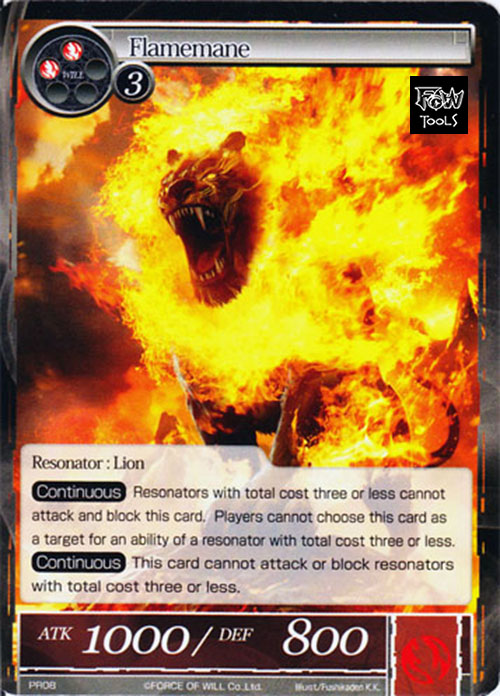 Flamemane
WILL
3
FOW
TOOLS
Resonator : Lion
Continuous Resonators with total cost three or less cannot
attack and block this card. Players cannot choose this card as
a target for an ability of a resonator with total cost three or less.
Continuous This card cannot attack or block resonators
with total cost three or less.
ATK 1000 / DEF 800
PR08 ©FORCE OF WILL Co.,Ltd. Illust/Fushikaden K.K.